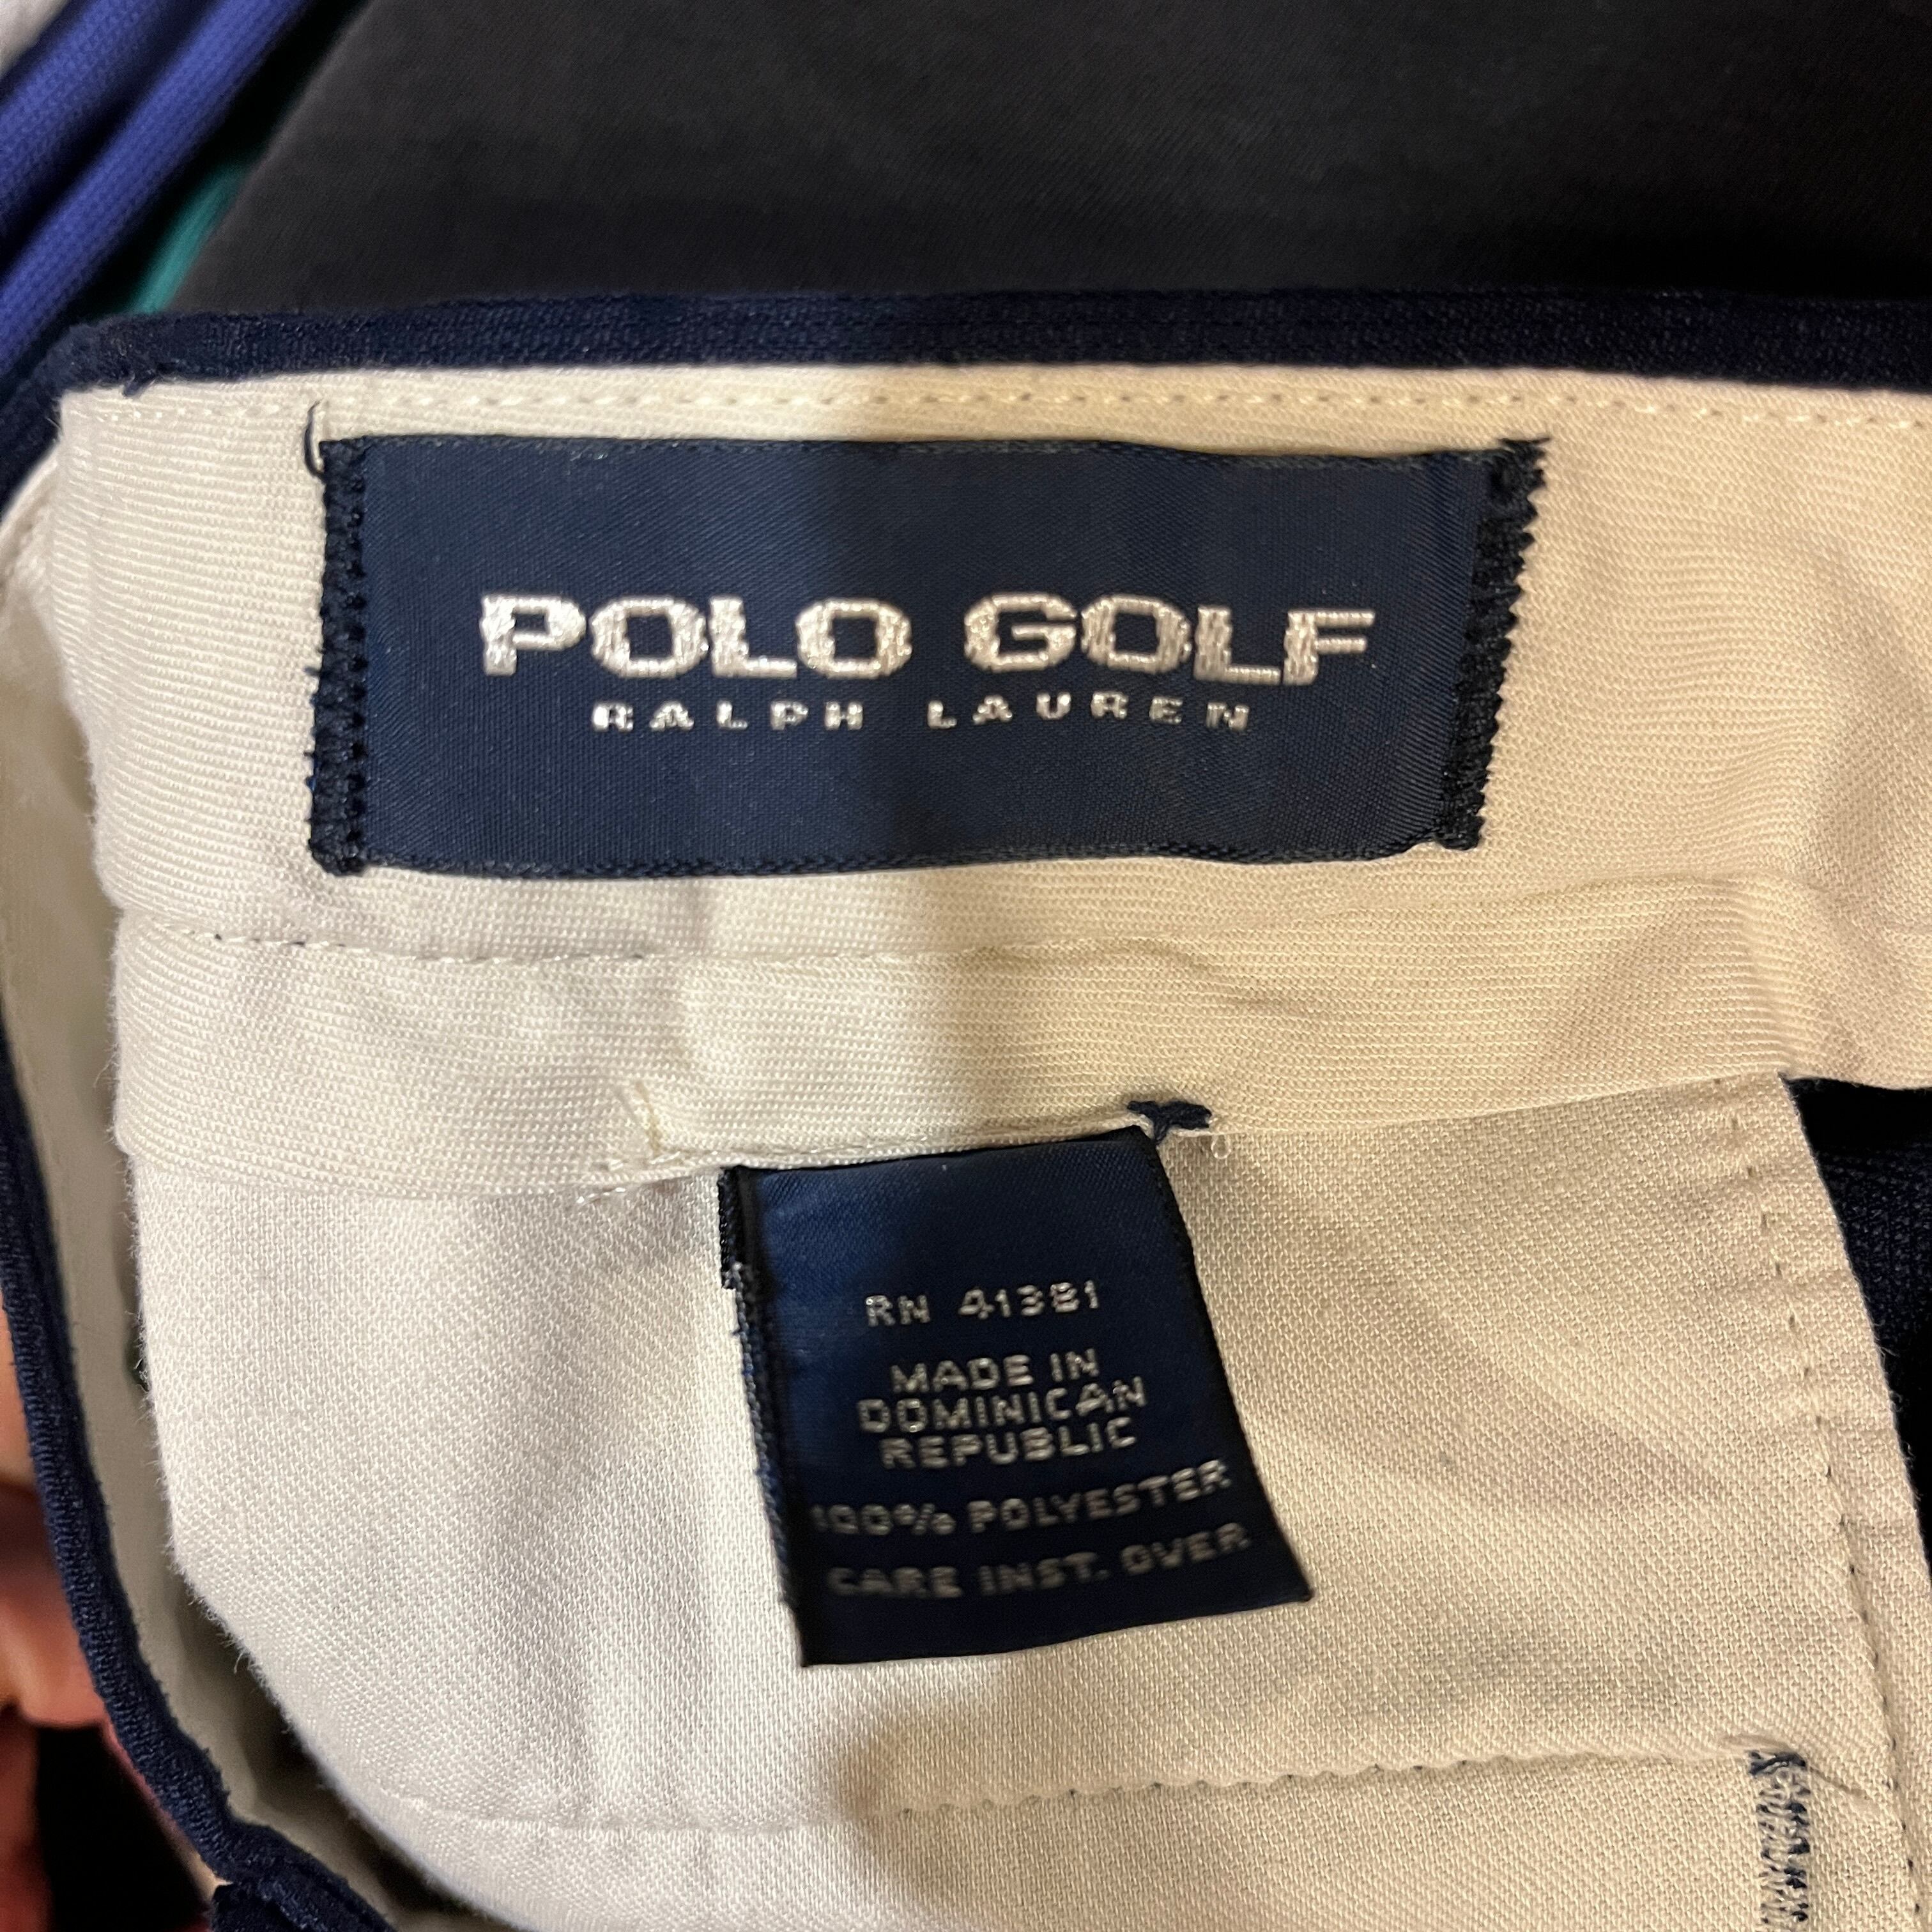 POLO GOLF
RALPH LAUREN
RN 41381
MADE IN
DOMINICAN
REPUBLIC
100% POLYESTER
CARE INST. OVER